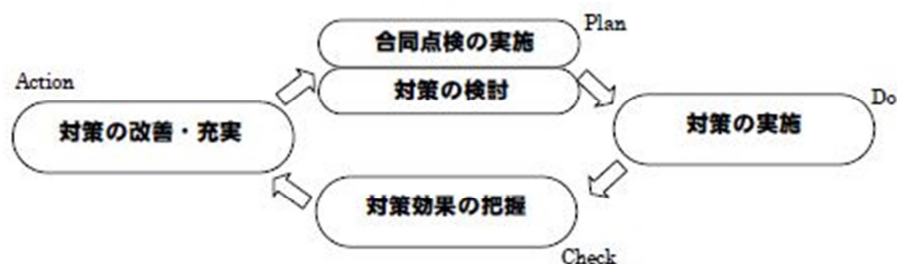 合同点検の実施
Plan
対策の検討
Action
対策の改善・充実
対策の実施
Do
対策効果の把握
Check